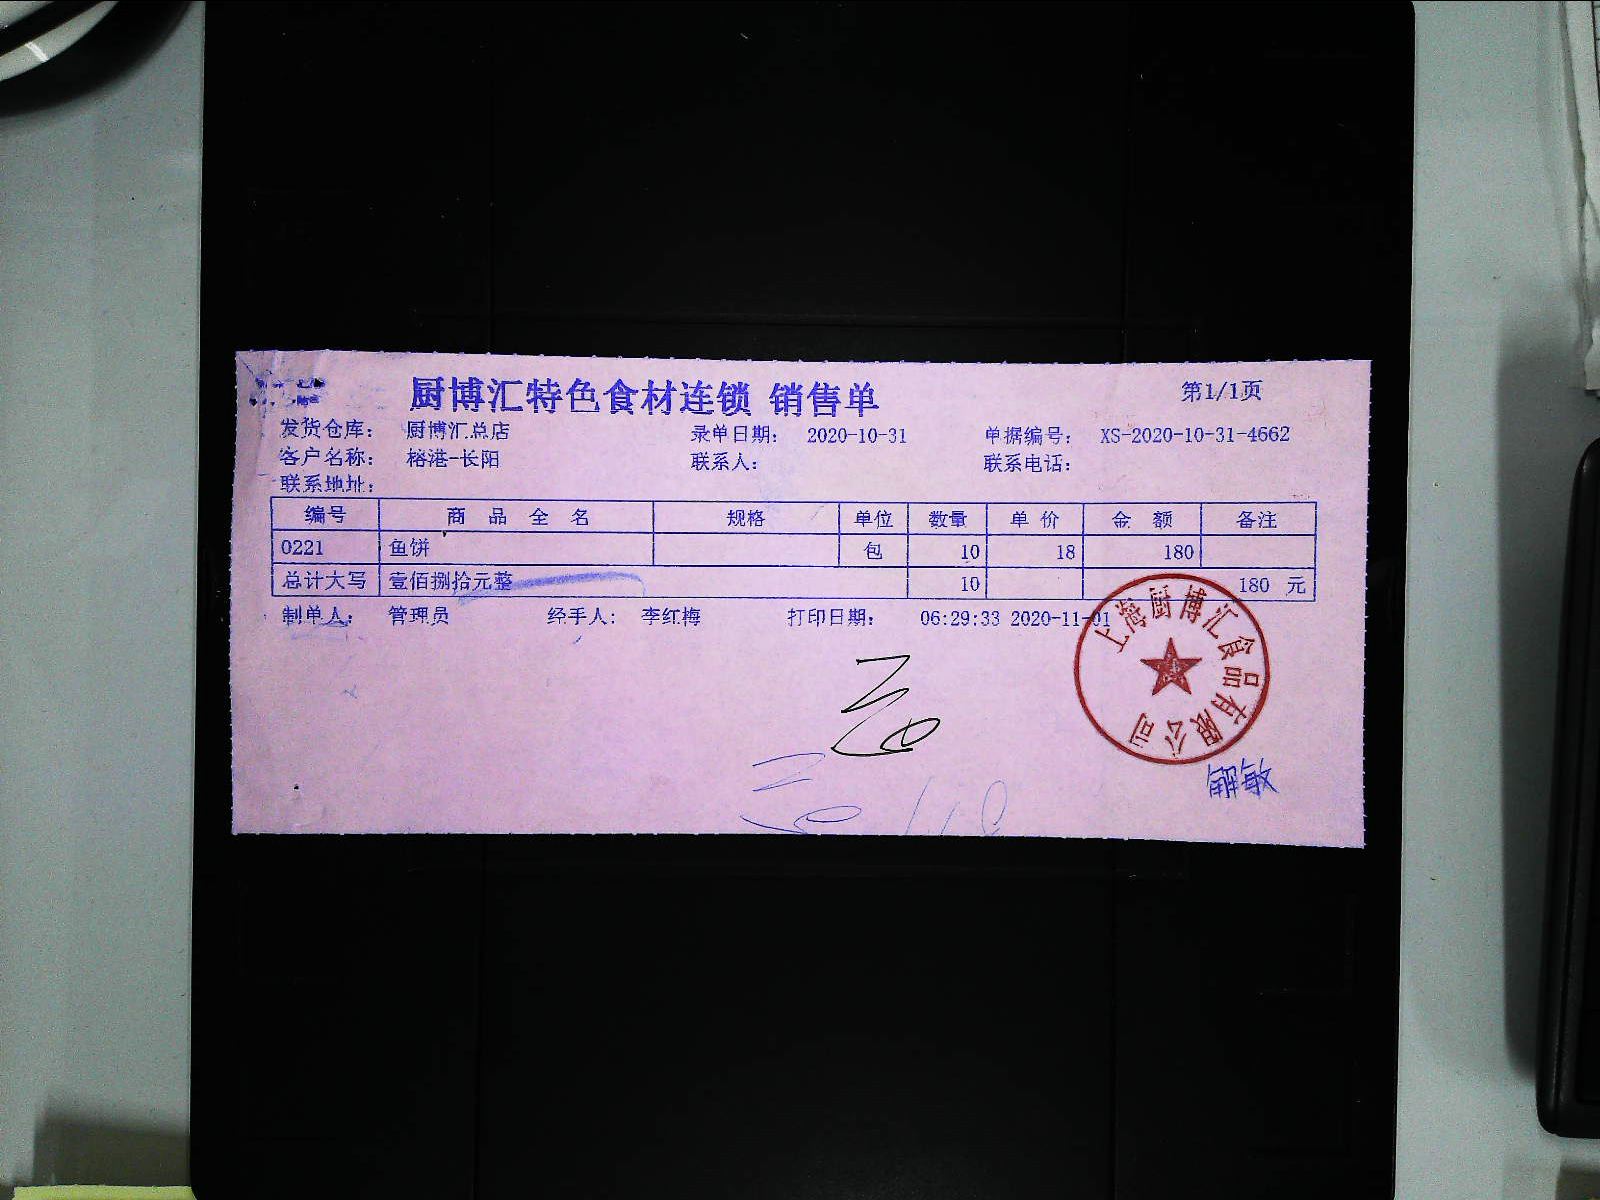 厨博汇特色食材连锁 销售单 第1/1页
发货仓库： 厨博汇总店 录单日期： 2020-10-31 单据编号： XS-2020-10-31-4662
客户名称： 榕港-长阳 联系人： 联系电话：
联系地址：
编号 商品全名 规格 单位 数量 单价 金额 备注
0221 鱼饼 包 10 18 180
总计大写 壹佰捌拾元整 10 180 元
制单人： 管理员 经手人： 李红梅 打印日期： 06:29:33 2020-11-01
上海厨博汇食品有限公司
解敏